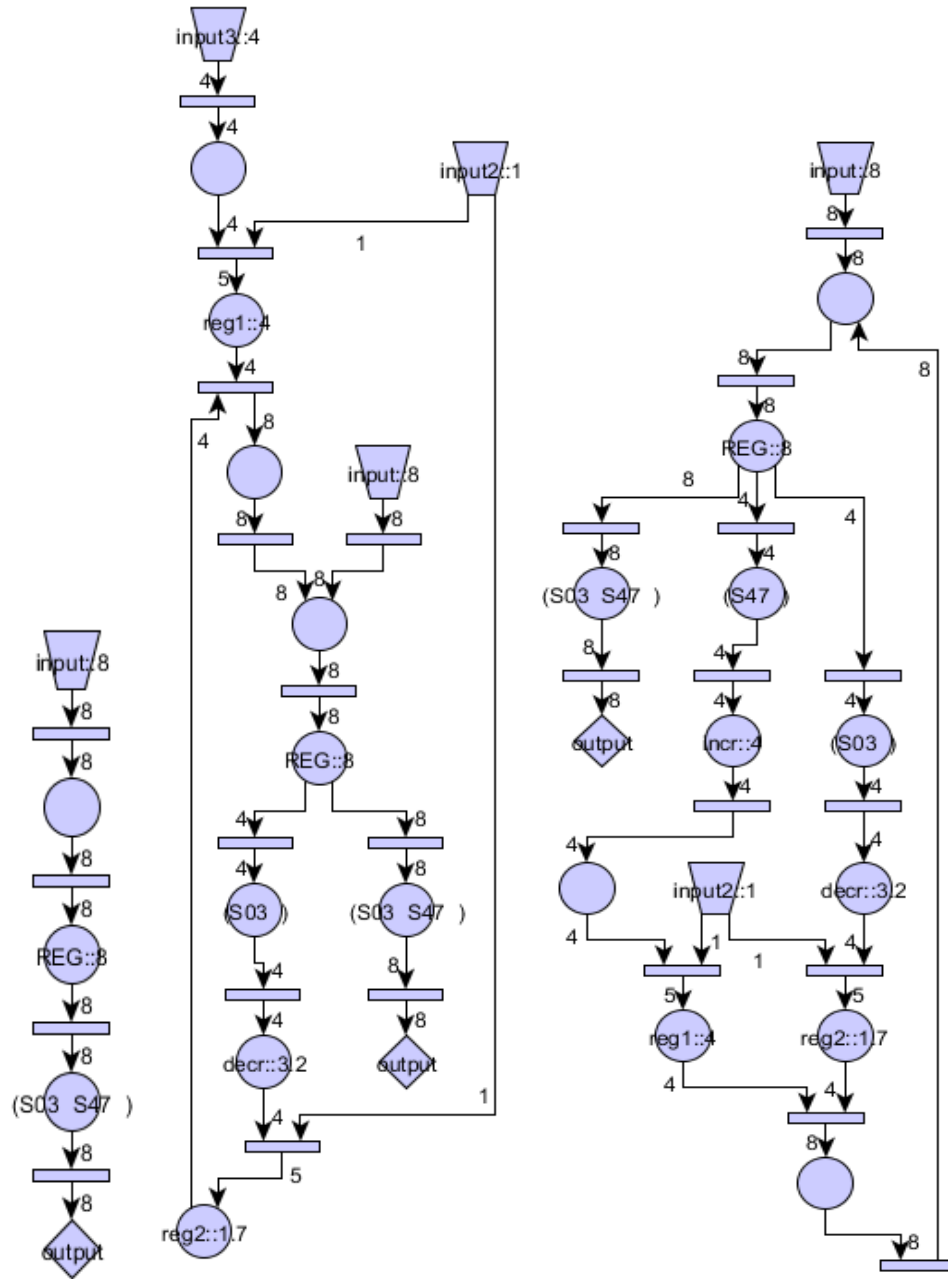 input3::4
4
4
4
input2::1
1
5
reg1::4
4
4
8
input::8
8
8
8
8
8
8
REG::8
4
8
4
8
(S03 )
(S03 S47 )
4
8
4
8
decr::3.2
output
4
1
5
reg2::1.7
input::8
8
8
8
8
REG::8
8
8
(S03 S47 )
8
8
output
input::8
8
8
8
8
8
REG::8
8
4
4
8
4
(S03 S47 )
(S47 )
8
4
8
4
4
output
incr::4
(S03 )
4
4
4
4
input2::1
decr::3.2
4
1
1
4
5
5
reg1::4
reg2::1.7
4
4
8
8